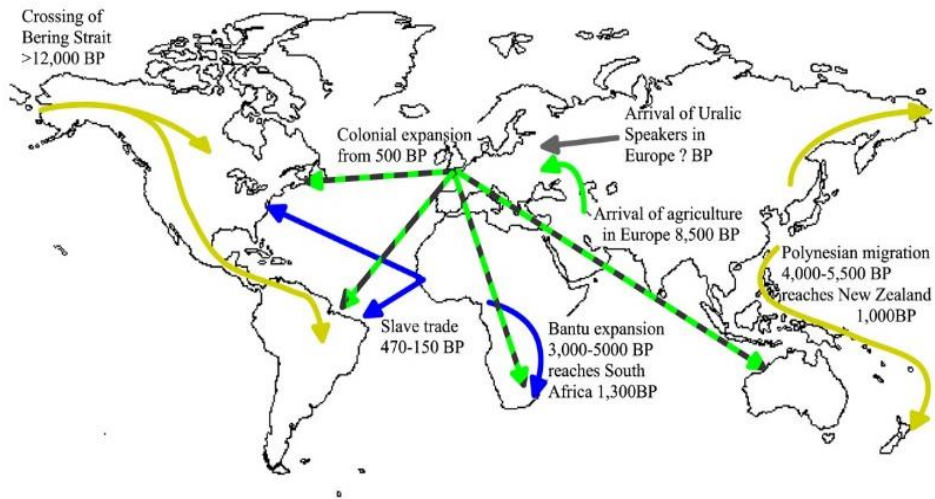 Crossing of
Bering Strait
>12,000 BP
Colonial expansion
from 500 BP
Arrival of Uralic
Speakers in
Europe ? BP
Arrival of agriculture
in Europe 8,500 BP
Polynesian migration
4,000-5,500 BP
reaches New Zealand
1,000BP
Slave trade
470-150 BP
Bantu expansion
3,000-5000 BP
reaches South
Africa 1,300BP